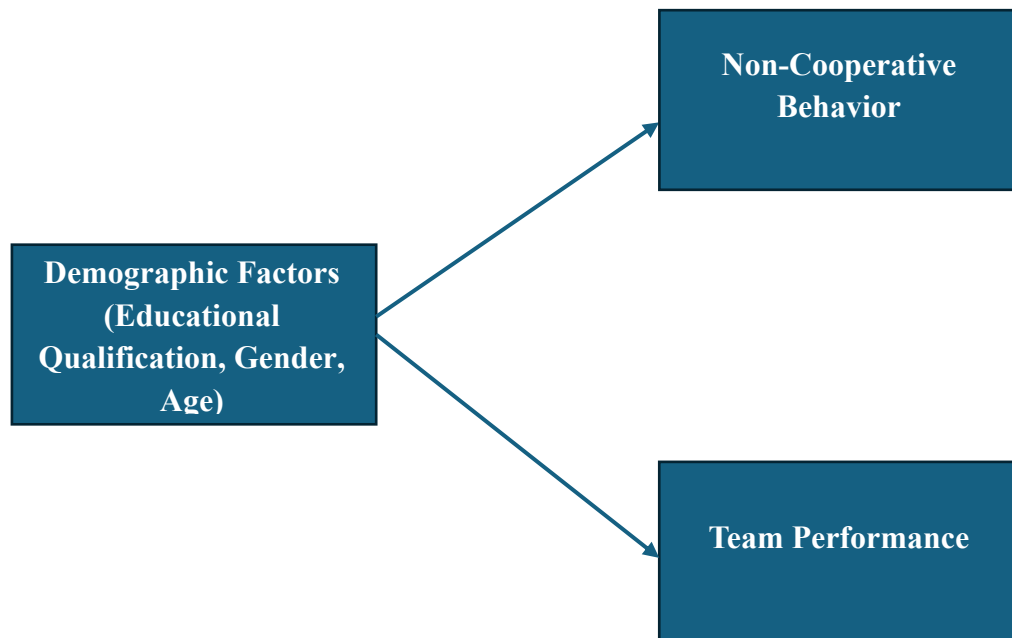 Non-Cooperative
Behavior
Demographic Factors
(Educational
Qualification, Gender,
Age)
Team Performance